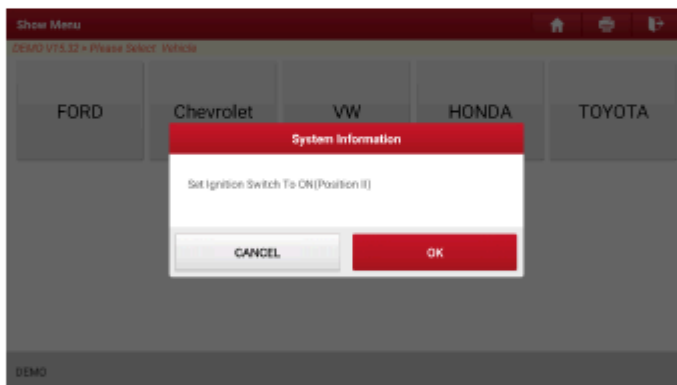 Show Menu
DEMO V15.32 > Please Select Vehicle
FORD
Chevrolet
VW
HONDA
TOYOTA
System Information
Set Ignition Switch To ON(Position II)
CANCEL
OK
DEMO